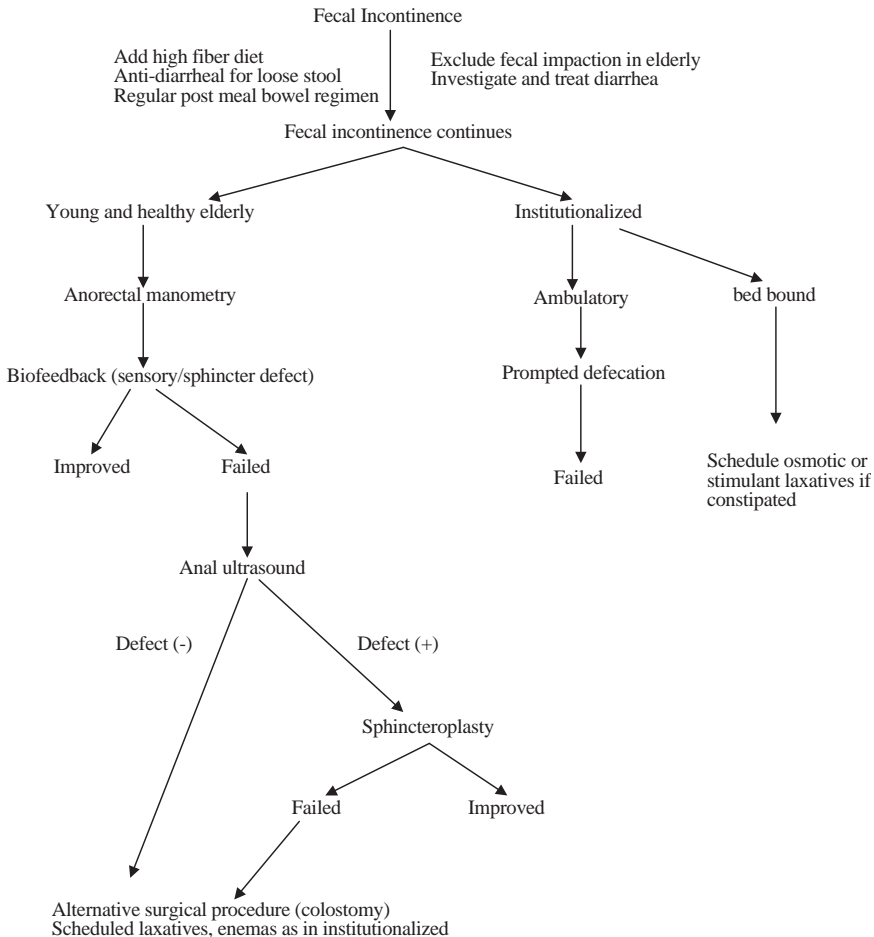 Fecal Incontinence
Add high fiber diet
Anti-diarrheal for loose stool
Regular post meal bowel regimen
Exclude fecal impaction in elderly
Investigate and treat diarrhea
Fecal incontinence continues
Young and healthy elderly
Institutionalized
Anorectal manometry
Ambulatory
bed bound
Biofeedback (sensory/sphincter defect)
Prompted defecation
Improved
Failed
Failed
Schedule osmotic or
stimulant laxatives if
constipated
Anal ultrasound
Defect (-)
Defect (+)
Sphincteroplasty
Failed
Improved
Alternative surgical procedure (colostomy)
Scheduled laxatives, enemas as in institutionalized